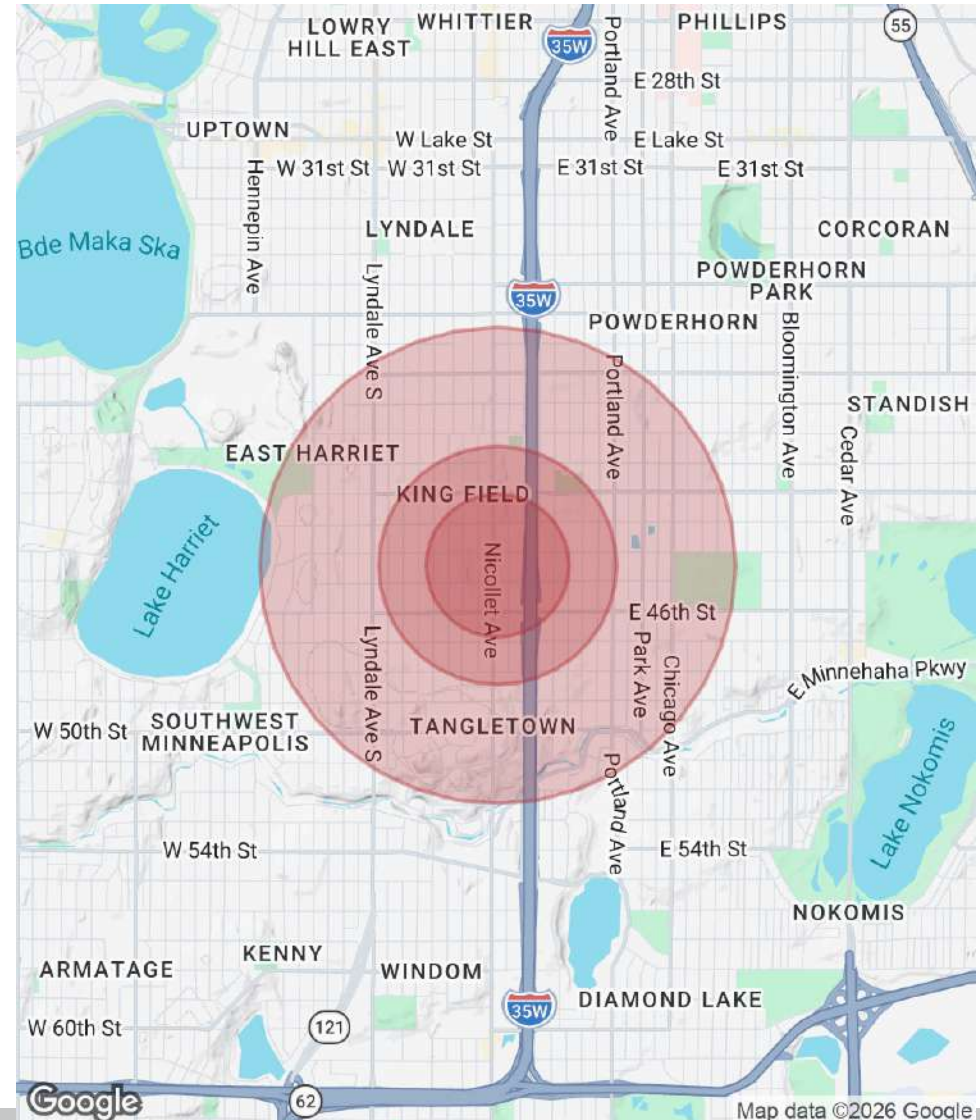 LOWRY
HILL EAST
WHITTIER
35W
Portland Ave
PHILLIPS
55
E 28th St
UPTOWN
W Lake St
E Lake St
W 31st St
W 31st St
E 31st St
E 31st St
Hennepin Ave
Bde Maka Ska
LYNDALE
CORCORAN
Lyndale Ave S
POWDERHORN
PARK
35W
POWDERHORN
Bloomington Ave
Portland Ave
STANDISH
Cedar Ave
EAST HARRIET
KING FIELD
Lake Harriet
Nicollet Ave
E 46th St
Lyndale Ave S
Park Ave
Chicago Ave
E Minnehaha Pkwy
W 50th St
SOUTHWEST
MINNEAPOLIS
TANGLETOWN
Portland Ave
Lake Nokomis
W 54th St
E 54th St
NOKOMIS
ARMATAGE
KENNY
WINDOM
DIAMOND LAKE
W 60th St
121
35W
62
Google
Map data ©2026 Google